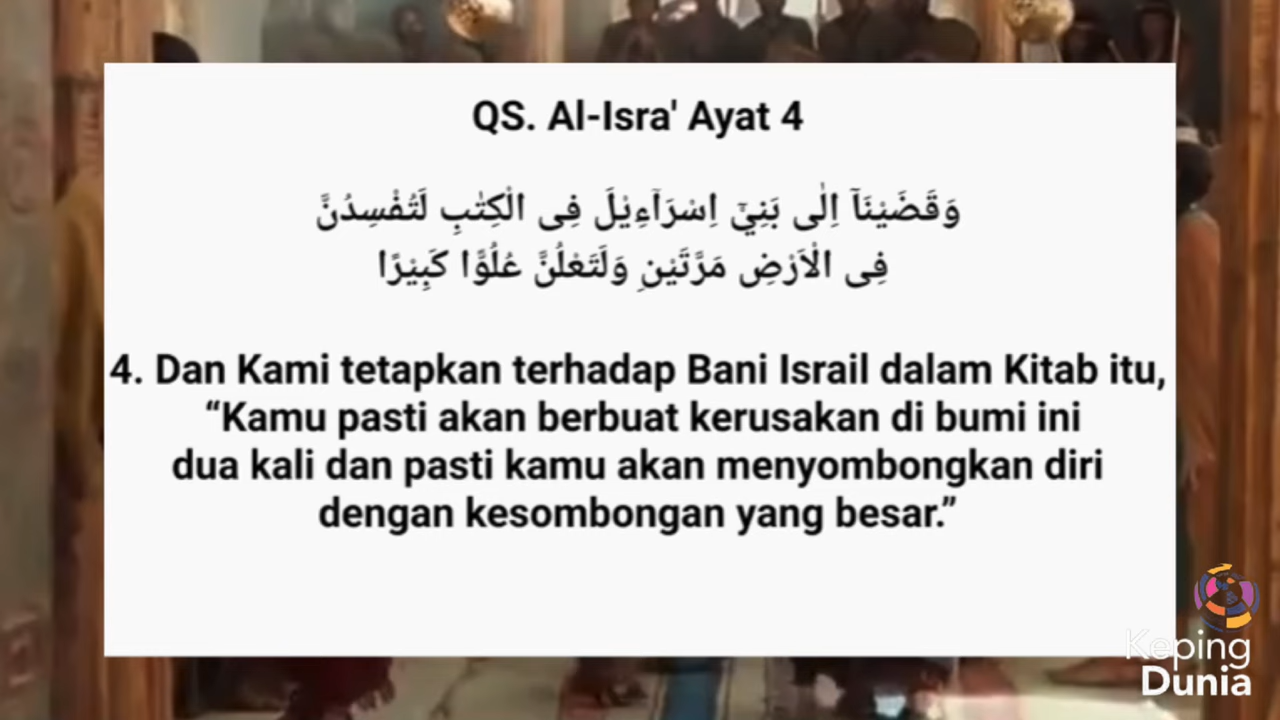 QS. Al-Isra' Ayat 4
وَقَضَيْنَآ اِلٰى بَنِيْٓ اِسْرَاۤءِيْلَ فِى الْكِتٰبِ لَتُفْسِدُنَّ
فِى الْاَرْضِ مَرَّتَيْنِ وَلَتَعْلُنَّ عُلُوًّا كَبِيْرًا
4. Dan Kami tetapkan terhadap Bani Israil dalam Kitab itu,
“Kamu pasti akan berbuat kerusakan di bumi ini
dua kali dan pasti kamu akan menyombongkan diri
dengan kesombongan yang besar.”
Keping
Dunia